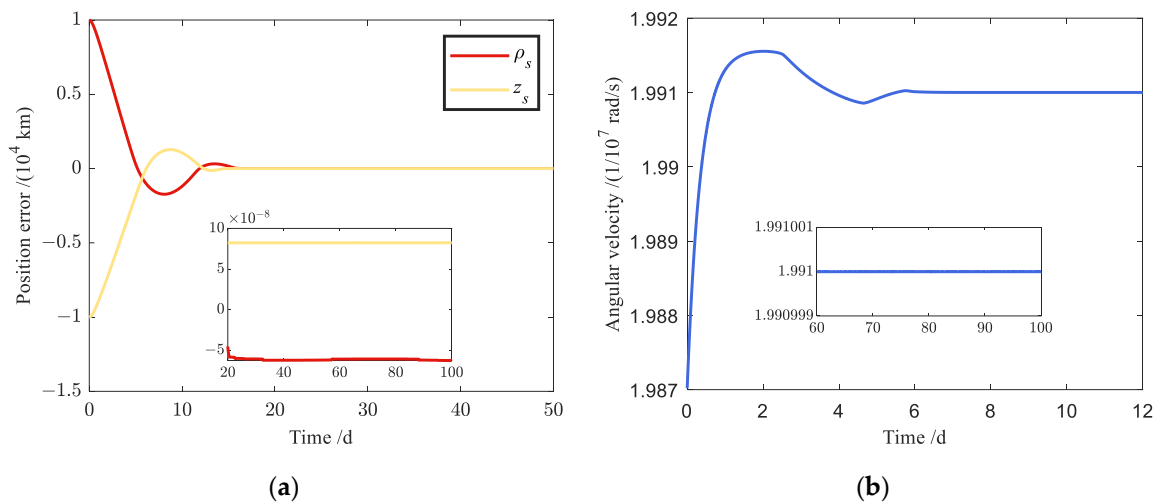 Position error /(10⁴ km)
1
0.5
0
−0.5
−1
−1.5
ρₛ
zₛ
×10⁻⁸
10
5
0
−5
20 40 60 80 100
0 10 20 30 40 50
Time /d
(a)
Angular velocity /(1/10⁷ rad/s)
1.992
1.991
1.99
1.989
1.988
1.987
1.991001
1.991
1.990999
60 70 80 90 100
0 2 4 6 8 10 12
Time /d
(b)